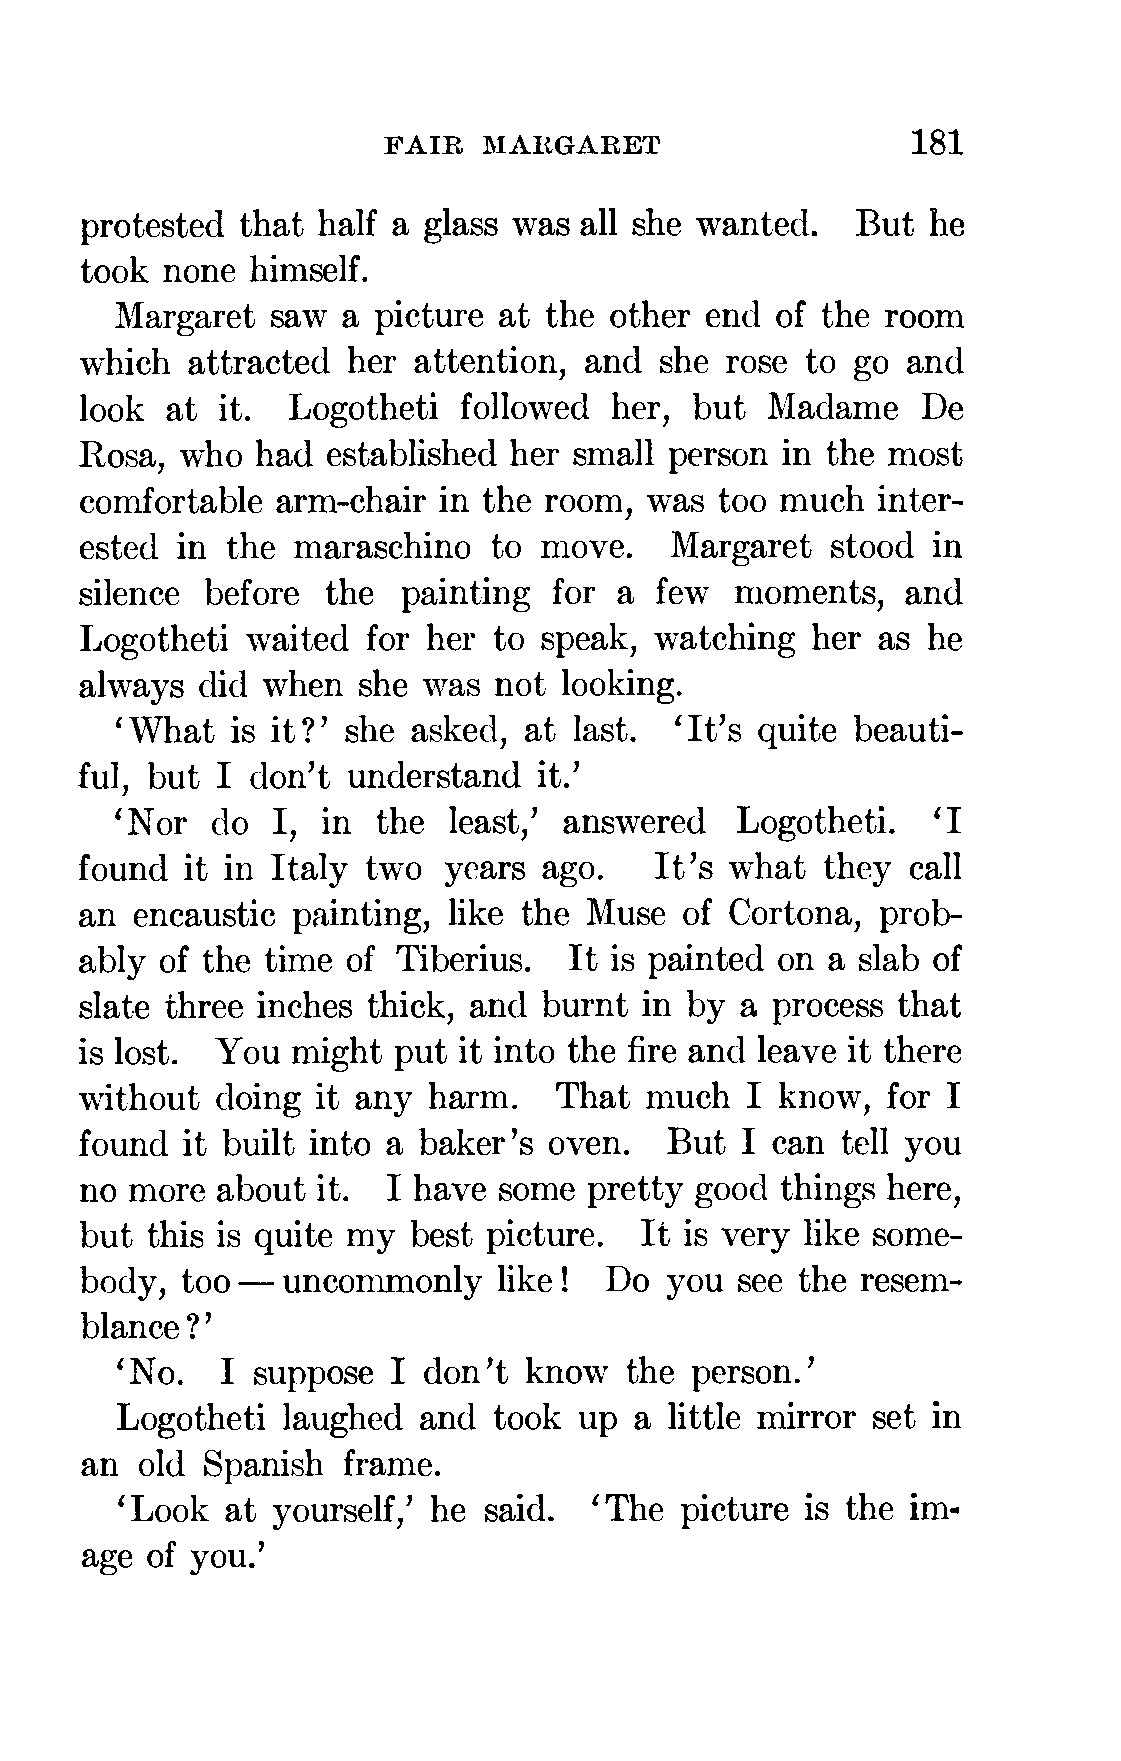 FAIR MARGARET 181
protested that half a glass was all she wanted. But he
took none himself.
Margaret saw a picture at the other end of the room
which attracted her attention, and she rose to go and
look at it. Logotheti followed her, but Madame De
Rosa, who had established her small person in the most
comfortable arm-chair in the room, was too much inter-
ested in the maraschino to move. Margaret stood in
silence before the painting for a few moments, and
Logotheti waited for her to speak, watching her as he
always did when she was not looking.
‘What is it?’ she asked, at last. ‘It’s quite beauti-
ful, but I don’t understand it.’
‘Nor do I, in the least,’ answered Logotheti. ‘I
found it in Italy two years ago. It’s what they call
an encaustic painting, like the Muse of Cortona, prob-
ably of the time of Tiberius. It is painted on a slab of
slate three inches thick, and burnt in by a process that
is lost. You might put it into the fire and leave it there
without doing it any harm. That much I know, for I
found it built into a baker’s oven. But I can tell you
no more about it. I have some pretty good things here,
but this is quite my best picture. It is very like some-
body, too — uncommonly like! Do you see the resem-
blance?’
‘No. I suppose I don’t know the person.’
Logotheti laughed and took up a little mirror set in
an old Spanish frame.
‘Look at yourself,’ he said. ‘The picture is the im-
age of you.’